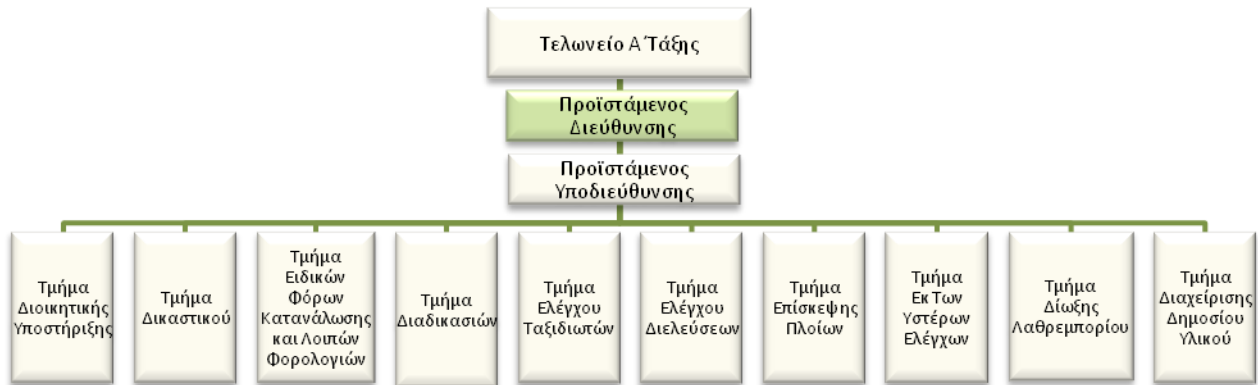 Τελωνείο Α΄Τάξης
Προϊστάμενος
Διεύθυνσης
Προϊστάμενος
Υποδιεύθυνσης
Τμήμα
Διοικητικής
Υποστήριξης
Τμήμα
Δικαστικού
Τμήμα
Ειδικών
Φόρων
Κατανάλωσης
και Λοιπών
Φορολογιών
Τμήμα
Διαδικασιών
Τμήμα
Ελέγχου
Ταξιδιωτών
Τμήμα
Ελέγχου
Διελεύσεων
Τμήμα
Επίσκεψης
Πλοίων
Τμήμα
Εκ Των
Υστέρων
Ελέγχων
Τμήμα
Δίωξης
Λαθρεμπορίου
Τμήμα
Διαχείρισης
Δημοσίου
Υλικού